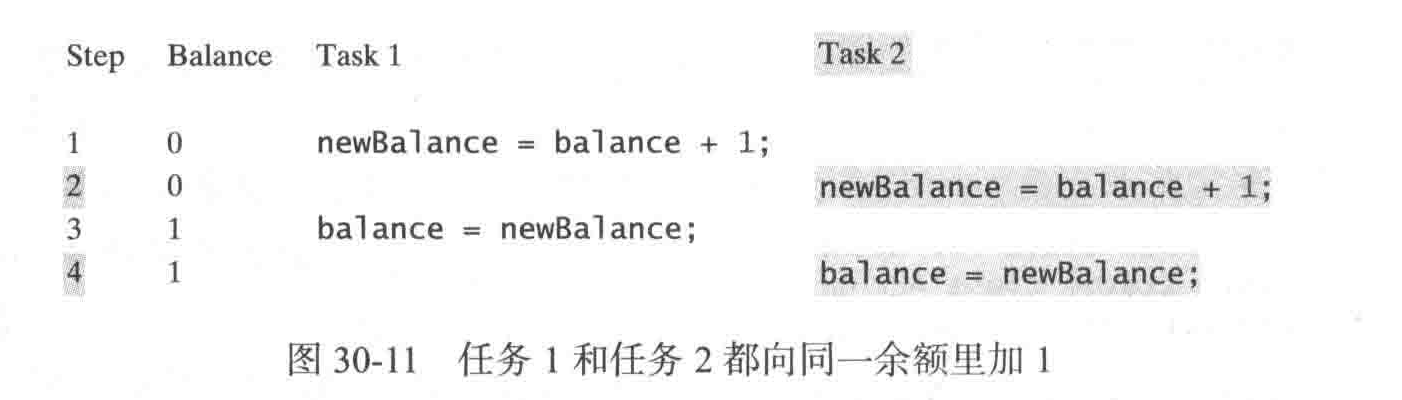 Step Balance Task 1 Task 2
1 0 newBalance = balance + 1;
2 0 newBalance = balance + 1;
3 1 balance = newBalance;
4 1 balance = newBalance;
图 30-11 任务 1 和任务 2 都向同一余额里加 1